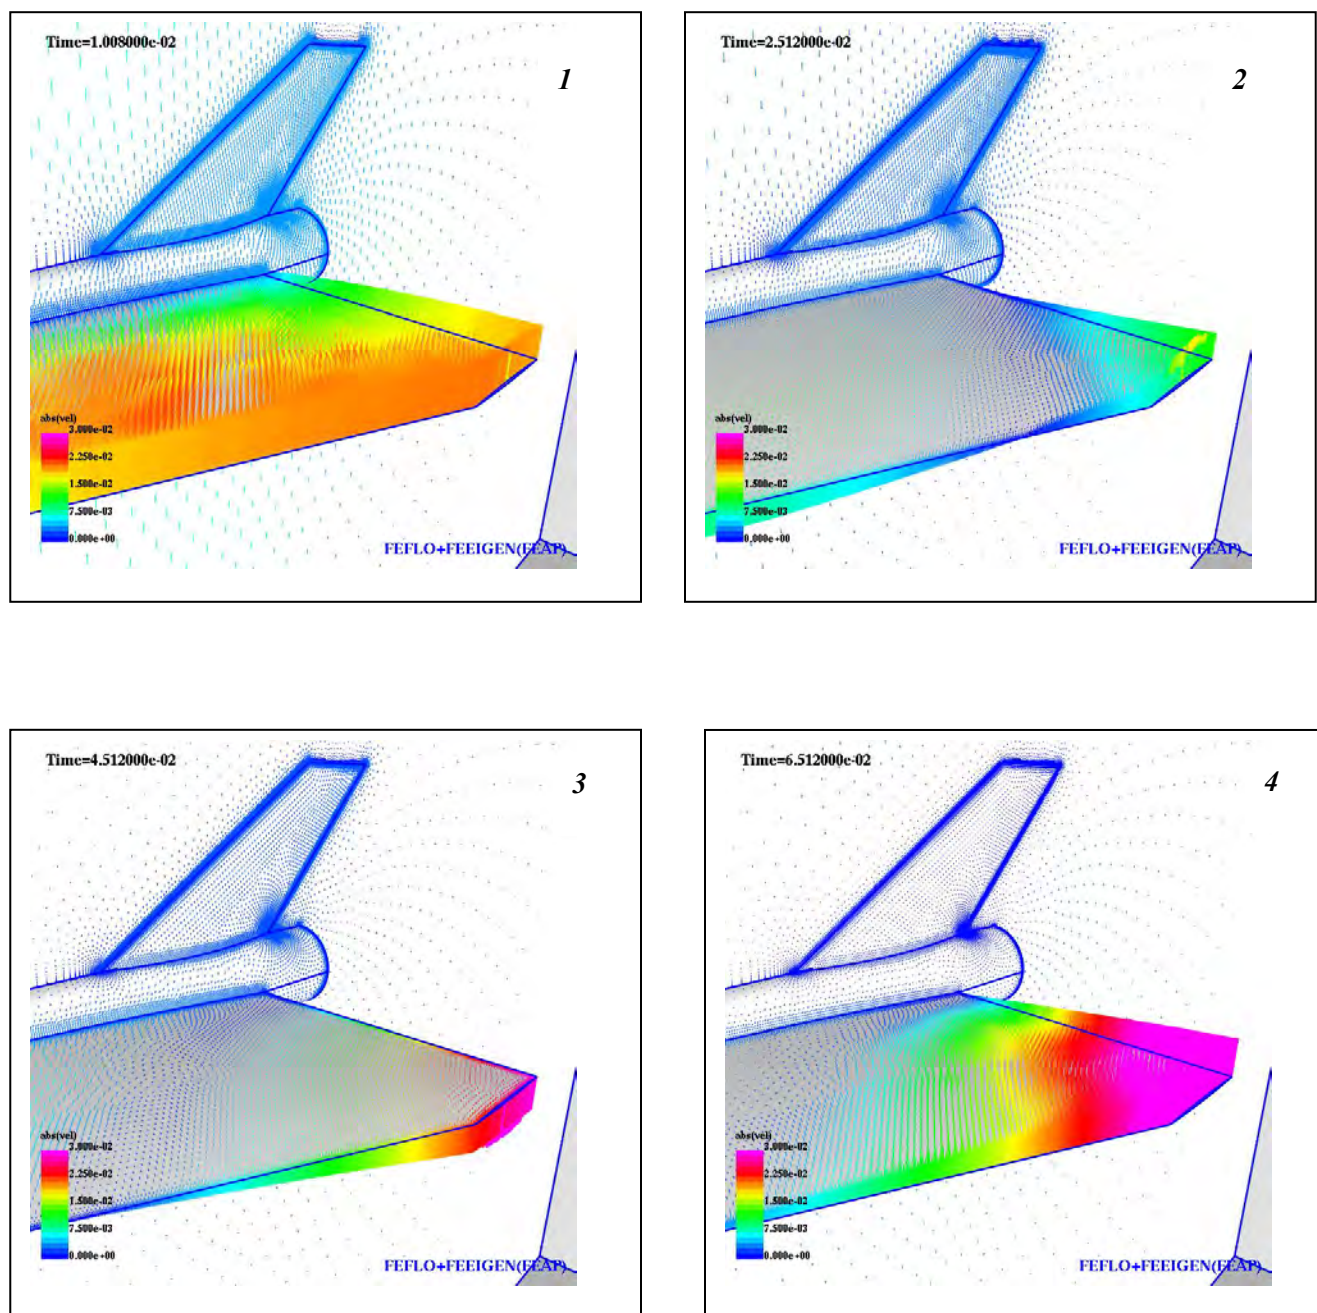 Time=1.008000e-02
1
abs(vel)
3.000e-02
2.250e-02
1.500e-02
7.500e-03
0.000e+00
FEFLO+FEEIGEN(FEAP)
Time=2.512000e-02
2
abs(vel)
3.000e-02
2.250e-02
1.500e-02
7.500e-03
0.000e+00
FEFLO+FEEIGEN(FEAP)
Time=4.512000e-02
3
abs(vel)
3.000e-02
2.250e-02
1.500e-02
7.500e-03
0.000e+00
FEFLO+FEEIGEN(FEAP)
Time=6.512000e-02
4
abs(vel)
3.000e-02
2.250e-02
1.500e-02
7.500e-03
0.000e+00
FEFLO+FEEIGEN(FEAP)